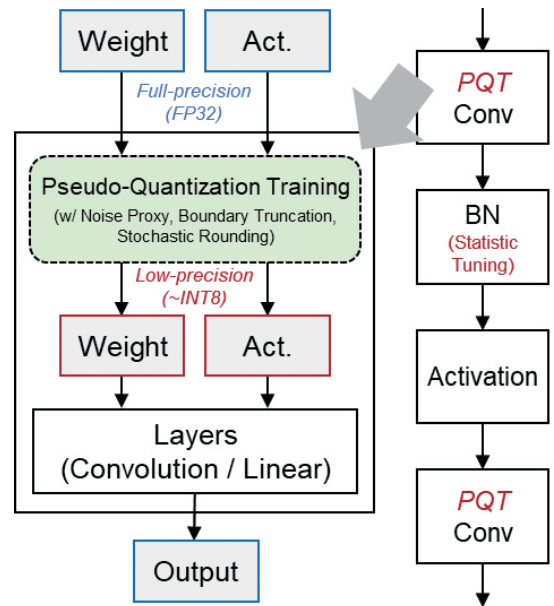 Weight
Act.
Full-precision
(FP32)
Pseudo-Quantization Training
(w/ Noise Proxy, Boundary Truncation,
Stochastic Rounding)
Low-precision
(~INT8)
Weight
Act.
Layers
(Convolution / Linear)
Output
PQT
Conv
BN
(Statistic
Tuning)
Activation
PQT
Conv